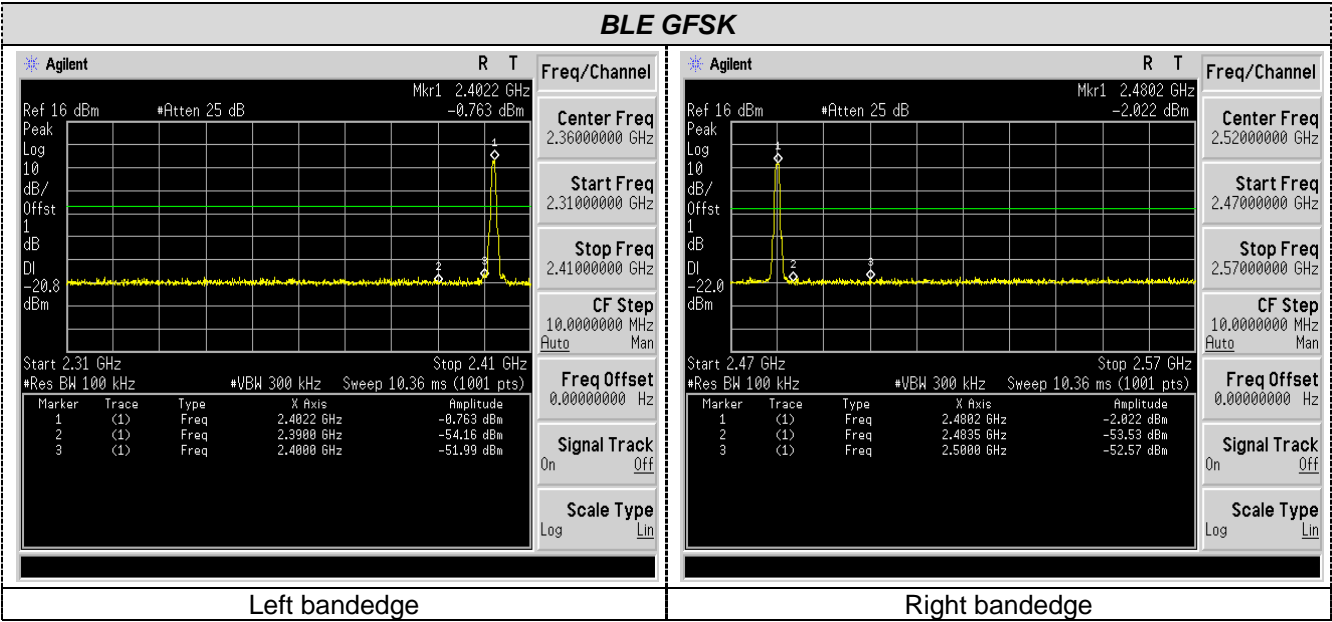 BLE GFSK
Agilent R T
Mkr1 2.4022 GHz
Ref 16 dBm #Atten 25 dB -0.763 dBm
Peak
Log
10
dB/
Offst
1
dB
DI
-20.8
dBm
1
2
3
Start 2.31 GHz Stop 2.41 GHz
#Res BW 100 kHz #VBW 300 kHz Sweep 10.36 ms (1001 pts)
Marker Trace Type X Axis Amplitude
1 (1) Freq 2.4022 GHz -0.763 dBm
2 (1) Freq 2.3900 GHz -54.16 dBm
3 (1) Freq 2.4000 GHz -51.99 dBm
Freq/Channel
Center Freq
2.36000000 GHz
Start Freq
2.31000000 GHz
Stop Freq
2.41000000 GHz
CF Step
10.0000000 MHz
Auto Man
Freq Offset
0.00000000 Hz
Signal Track
On Off
Scale Type
Log Lin
Agilent R T
Mkr1 2.4802 GHz
Ref 16 dBm #Atten 25 dB -2.022 dBm
Peak
Log
10
dB/
Offst
1
dB
DI
-22.0
dBm
1
2
3
Start 2.47 GHz Stop 2.57 GHz
#Res BW 100 kHz #VBW 300 kHz Sweep 10.36 ms (1001 pts)
Marker Trace Type X Axis Amplitude
1 (1) Freq 2.4802 GHz -2.022 dBm
2 (1) Freq 2.4835 GHz -53.53 dBm
3 (1) Freq 2.5000 GHz -52.57 dBm
Freq/Channel
Center Freq
2.52000000 GHz
Start Freq
2.47000000 GHz
Stop Freq
2.57000000 GHz
CF Step
10.0000000 MHz
Auto Man
Freq Offset
0.00000000 Hz
Signal Track
On Off
Scale Type
Log Lin
Left bandedge
Right bandedge